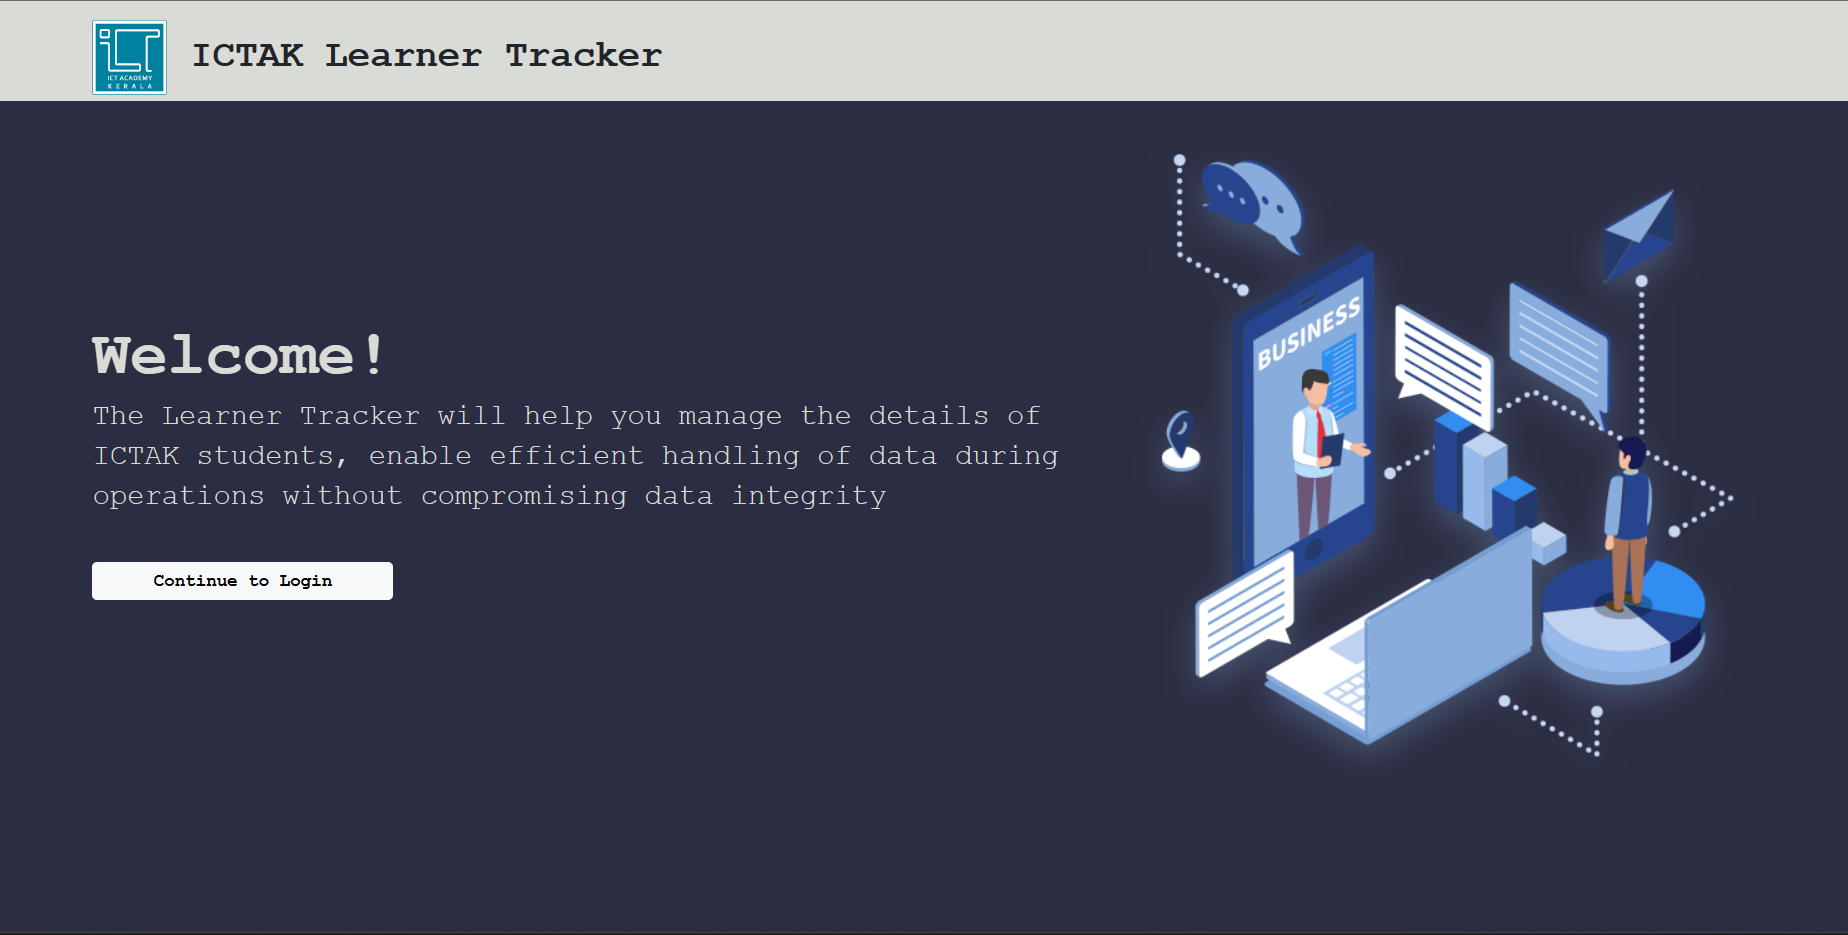 ICT ACADEMY
KERALA
ICTAK Learner Tracker
Welcome!
The Learner Tracker will help you manage the details of
ICTAK students, enable efficient handling of data during
operations without compromising data integrity
Continue to Login
BUSINESS